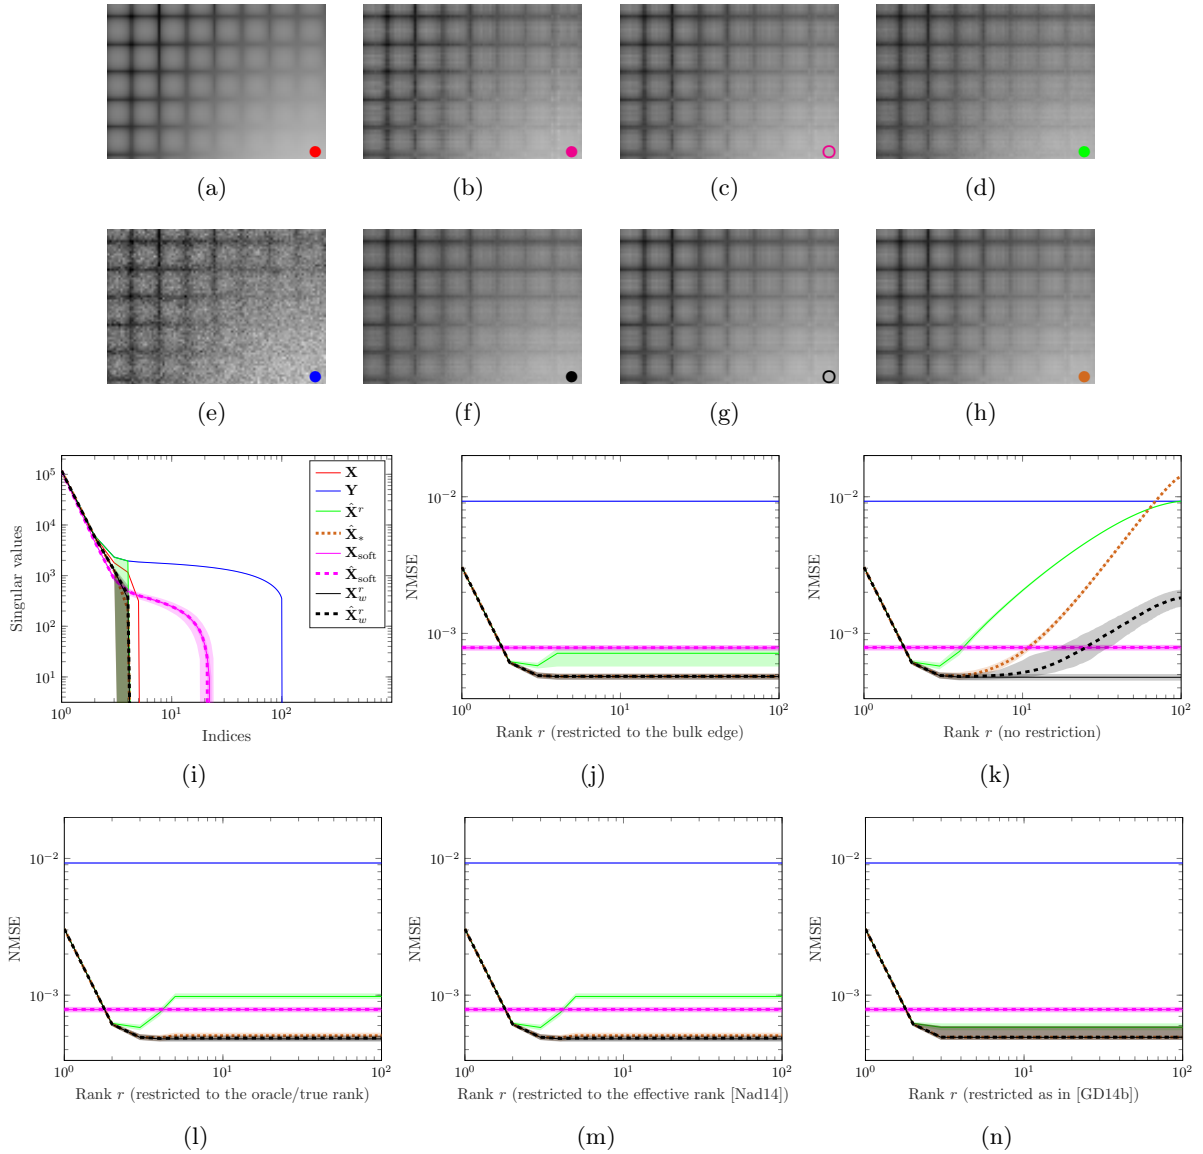 (a) (b) (c) (d)
(e) (f) (g) (h)
Singular values
10^5
10^4
10^3
10^2
10^1
10^0 10^1 10^2
Indices
X
Y
X̂^r
X̂_*
X_soft
X̂_soft
X_w^r
X̂_w^r
(i)
NMSE
10^-2
10^-3
10^0 10^1 10^2
Rank r (restricted to the bulk edge)
(j)
NMSE
10^-2
10^-3
10^0 10^1 10^2
Rank r (no restriction)
(k)
NMSE
10^-2
10^-3
10^0 10^1 10^2
Rank r (restricted to the oracle/true rank)
(l)
NMSE
10^-2
10^-3
10^0 10^1 10^2
Rank r (restricted to the effective rank [Nad14])
(m)
NMSE
10^-2
10^-3
10^0 10^1 10^2
Rank r (restricted as in [GD14b])
(n)